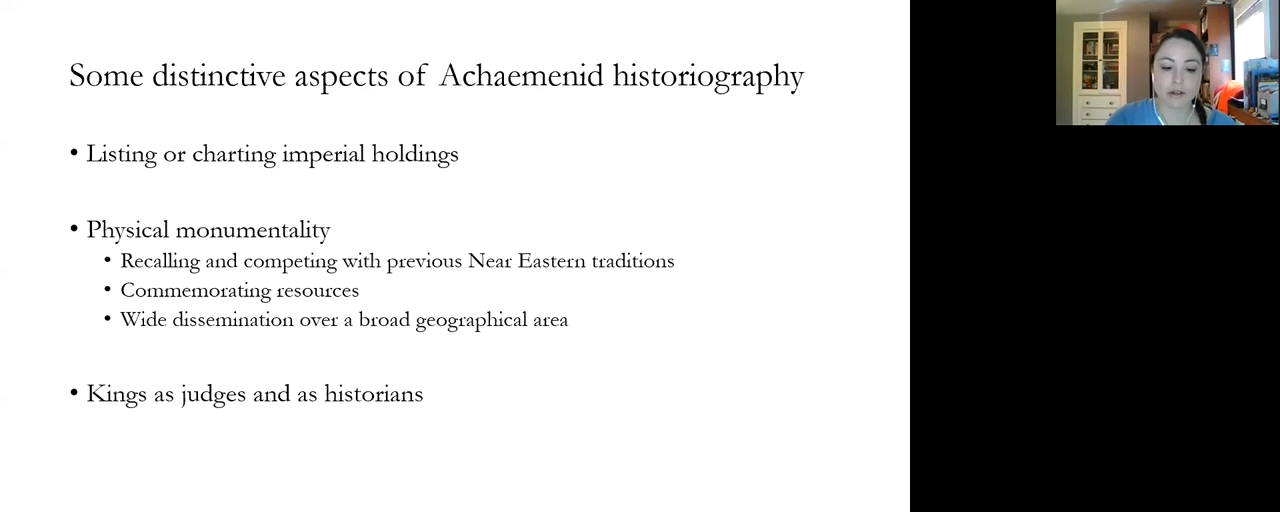 Some distinctive aspects of Achaemenid historiography
• Listing or charting imperial holdings
• Physical monumentality
• Recalling and competing with previous Near Eastern traditions
• Commemorating resources
• Wide dissemination over a broad geographical area
• Kings as judges and as historians